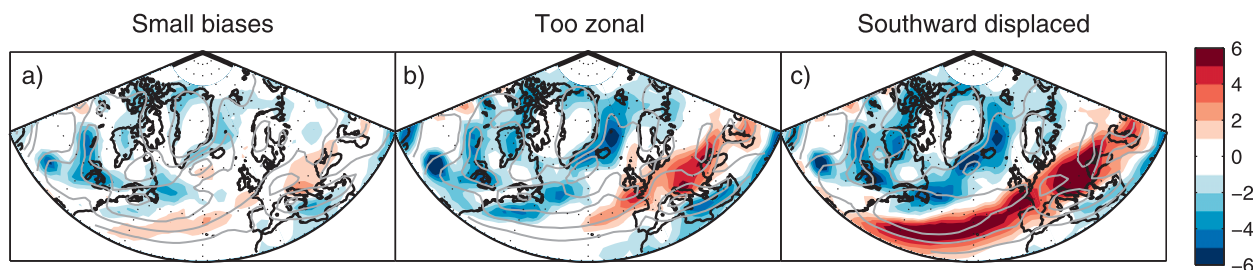 Small biases
Too zonal
Southward displaced
a)
b)
c)
6
4
2
0
−2
−4
−6